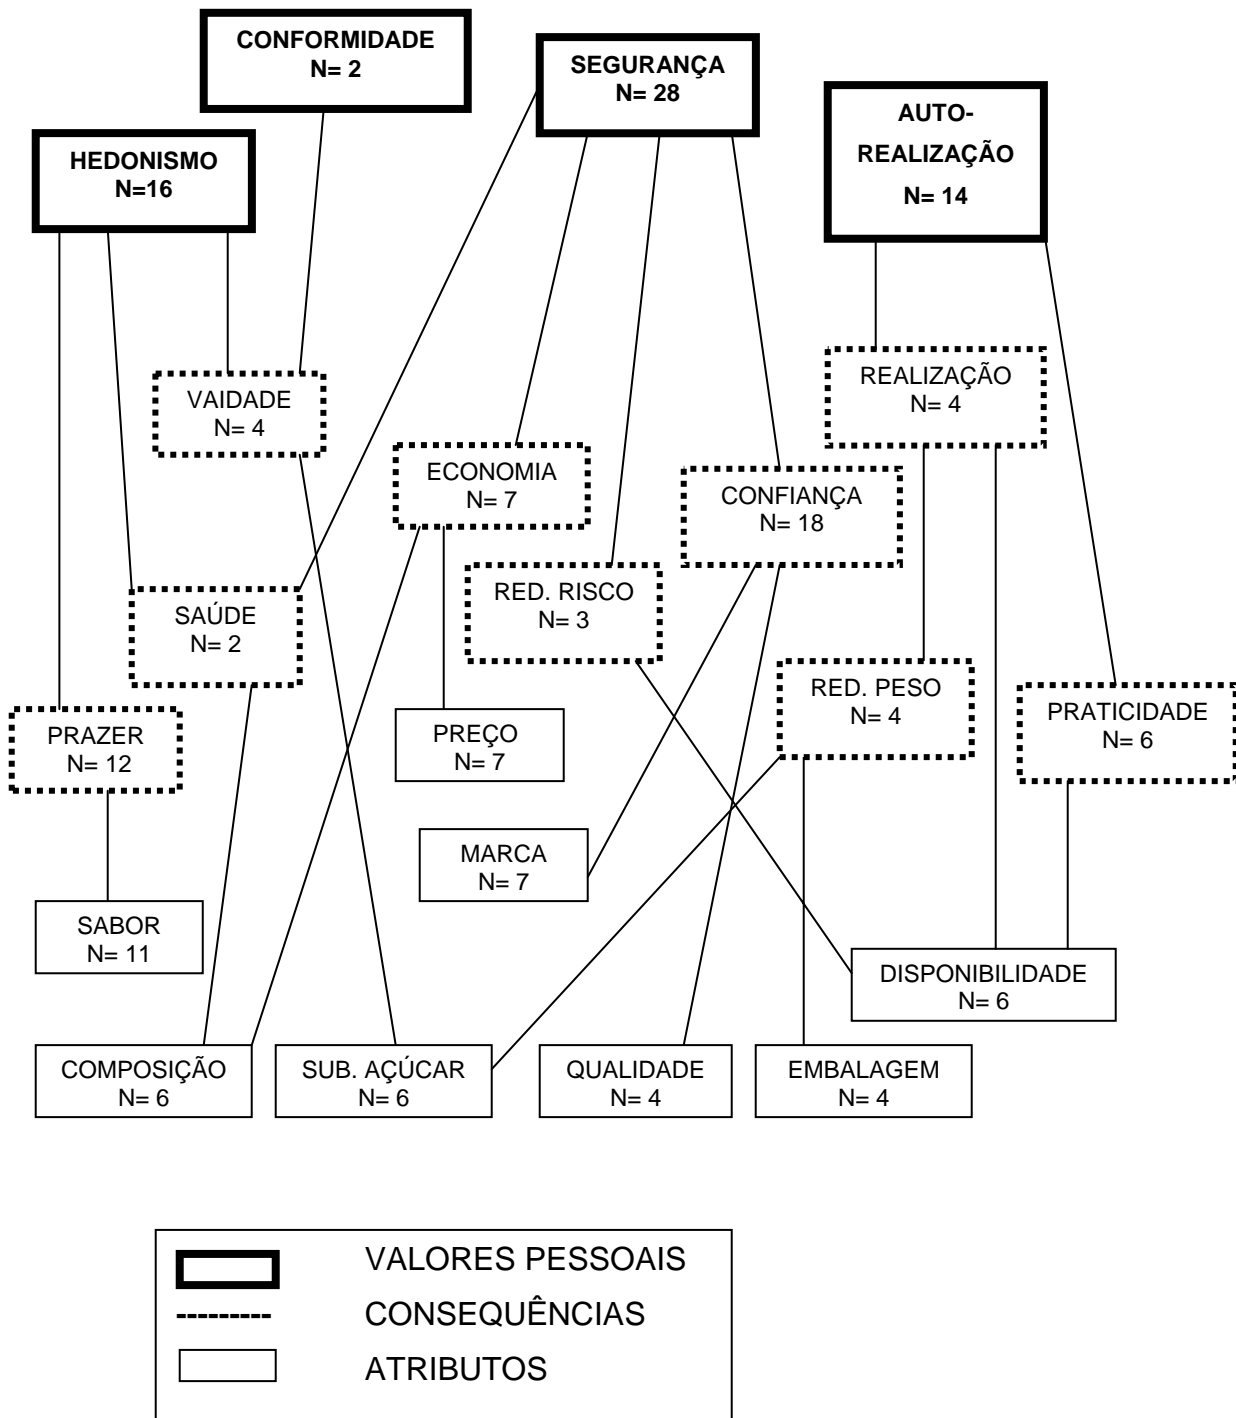 CONFORMIDADE
N= 2
SEGURANÇA
N= 28
AUTO-
REALIZAÇÃO
N= 14
HEDONISMO
N=16
VAIDADE
N= 4
REALIZAÇÃO
N= 4
ECONOMIA
N= 7
CONFIANÇA
N= 18
SAÚDE
N= 2
RED. RISCO
N= 3
RED. PESO
N= 4
PRATICIDADE
N= 6
PRAZER
N= 12
PREÇO
N= 7
MARCA
N= 7
SABOR
N= 11
DISPONIBILIDADE
N= 6
COMPOSIÇÃO
N= 6
SUB. AÇÚCAR
N= 6
QUALIDADE
N= 4
EMBALAGEM
N= 4
VALORES PESSOAIS
CONSEQUÊNCIAS
ATRIBUTOS